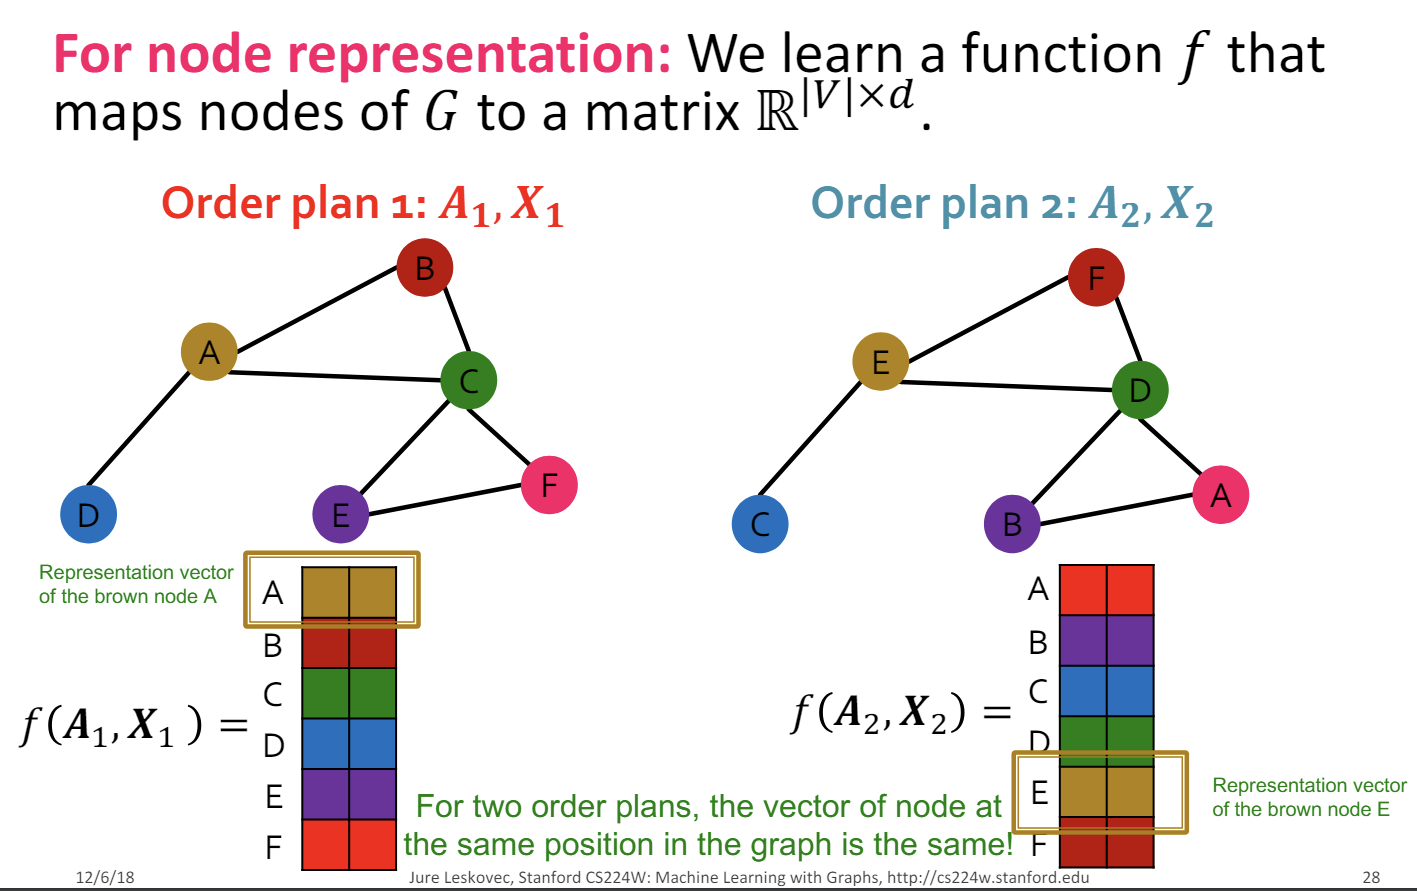 For node representation: We learn a function f that
maps nodes of G to a matrix ℝ^{|V|×d}.
Order plan 1: A₁, X₁
B
A
C
F
D
E
Representation vector
of the brown node A
A
B
C
D
E
F
f(A₁, X₁ ) =
Order plan 2: A₂, X₂
F
E
D
A
C
B
A
B
C
D
E
F
f(A₂, X₂) =
Representation vector
of the brown node E
For two order plans, the vector of node at
the same position in the graph is the same!
12/6/18
Jure Leskovec, Stanford CS224W: Machine Learning with Graphs, http://cs224w.stanford.edu
28